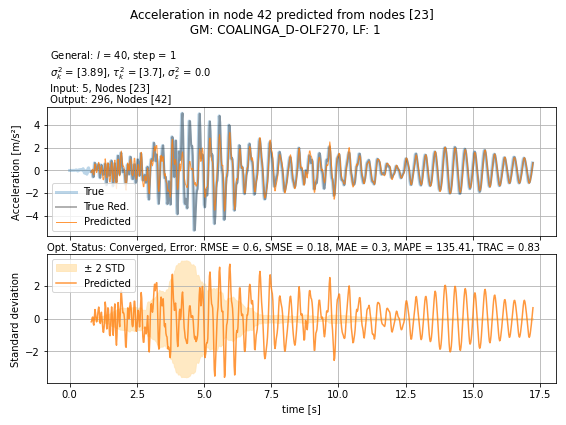 Acceleration in node 42 predicted from nodes [23]
GM: COALINGA_D-OLF270, LF: 1
General: l = 40, step = 1
σ²ₖ = [3.89], τ²ₖ = [3.7], σ²ₑ = 0.0
Input: 5, Nodes [23]
Output: 296, Nodes [42]
Acceleration [m/s²]
4
2
0
−2
−4
True
True Red.
Predicted
Opt. Status: Converged, Error: RMSE = 0.6, SMSE = 0.18, MAE = 0.3, MAPE = 135.41, TRAC = 0.83
Standard deviation
2
0
−2
± 2 STD
Predicted
0.0 2.5 5.0 7.5 10.0 12.5 15.0 17.5
time [s]